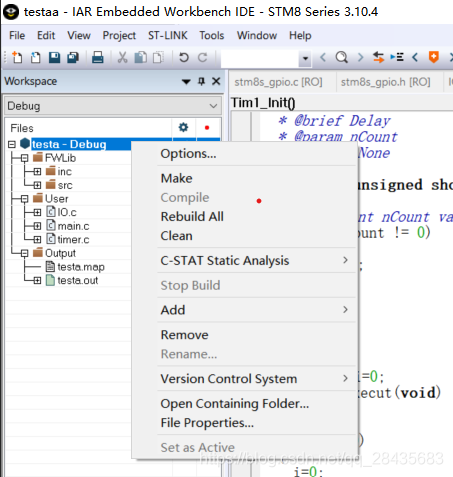 testaa - IAR Embedded Workbench IDE - STM8 Series 3.10.4
File Edit View Project ST-LINK Tools Window Help
Workspace
stm8s_gpio.c [RO] stm8s_gpio.h [RO]
Debug
Tim1_Init()
Files
testa - Debug
FWLib
inc
src
User
IO.c
main.c
timer.c
Output
testa.map
testa.out
* @brief Delay
* @param nCount
None
unsigned sho
nt nCount va
ount != 0)
i=0;
ecut(void)
i=0;
Options...
Make
Compile
Rebuild All
Clean
C-STAT Static Analysis
Stop Build
Add
Remove
Rename...
Version Control System
Open Containing Folder...
File Properties...
Set as Active
https://blog.csdn.net/qq_28435683